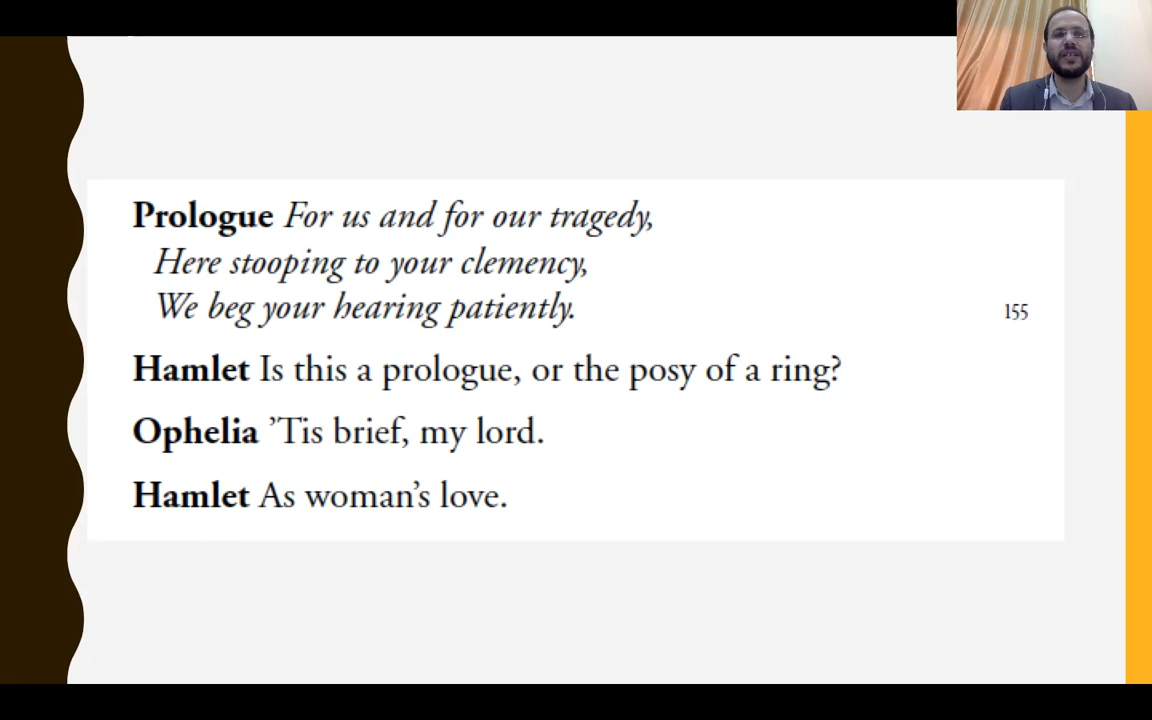 Prologue For us and for our tragedy,
Here stooping to your clemency,
We beg your hearing patiently.
155
Hamlet Is this a prologue, or the posy of a ring?
Ophelia ’Tis brief, my lord.
Hamlet As woman’s love.